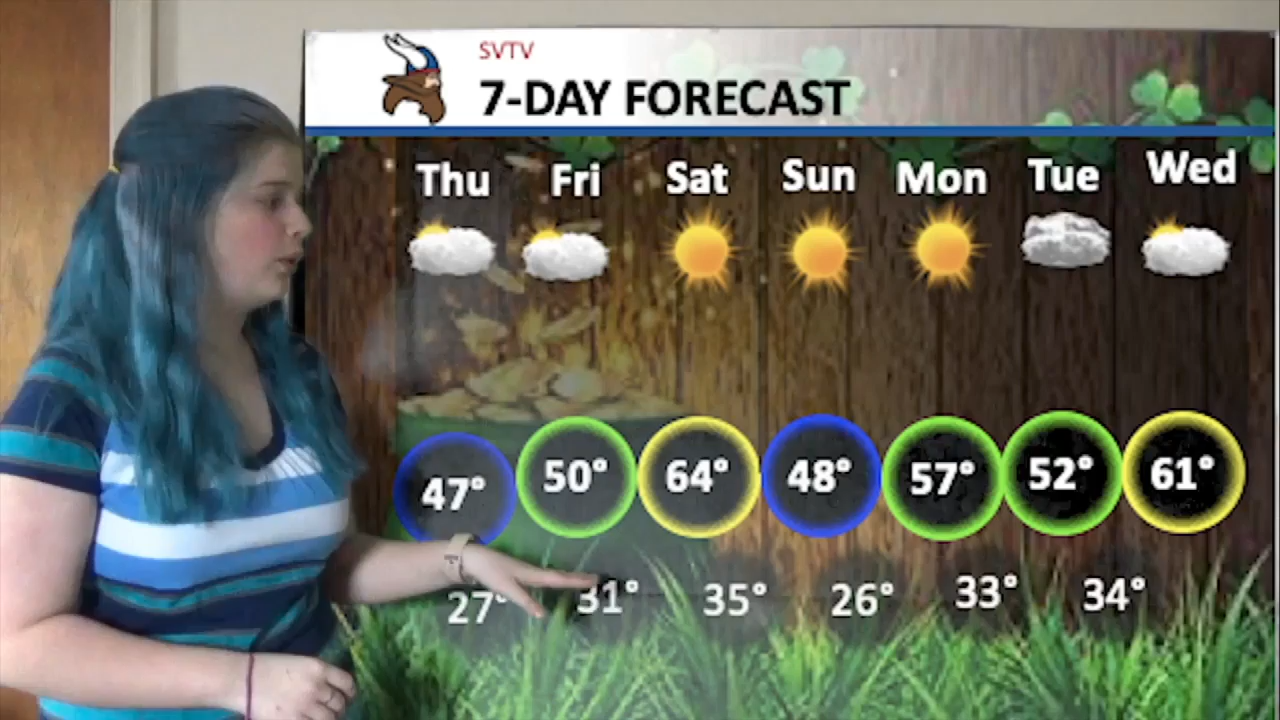 SVTV
7-DAY FORECAST
Thu Fri Sat Sun Mon Tue Wed
47° 50° 64° 48° 57° 52° 61°
27° 31° 35° 26° 33° 34°